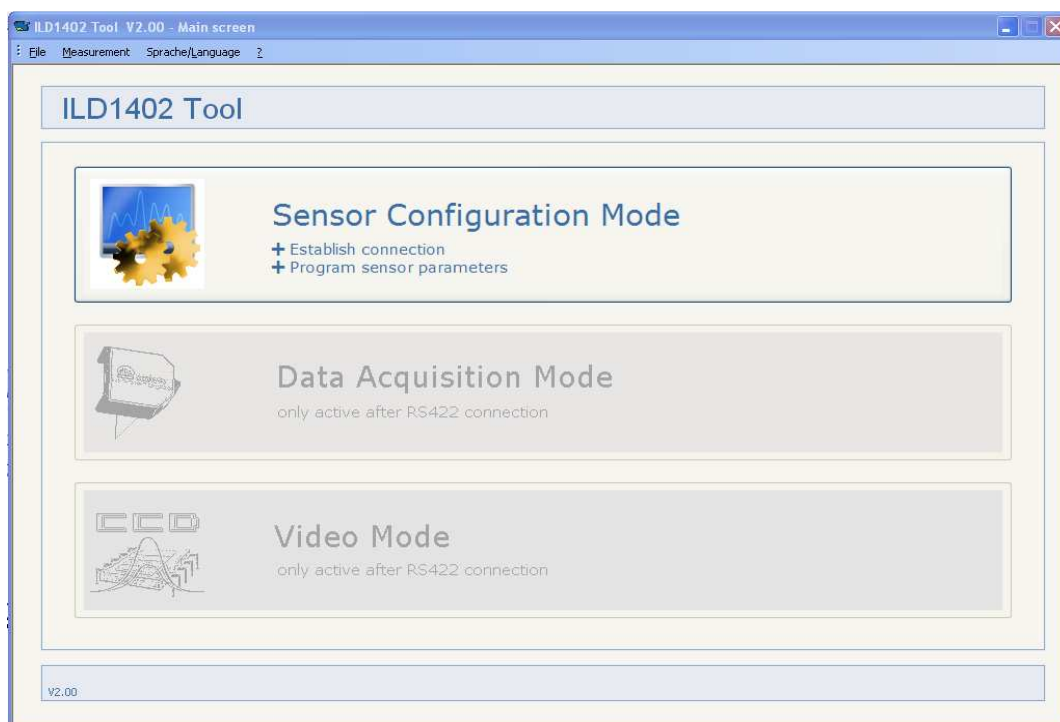 ILD1402 Tool V2.00 - Main screen
File Measurement Sprache/Language ?
ILD1402 Tool
Sensor Configuration Mode
+ Establish connection
+ Program sensor parameters
Data Acquisition Mode
only active after RS422 connection
CCD
Video Mode
only active after RS422 connection
V2.00